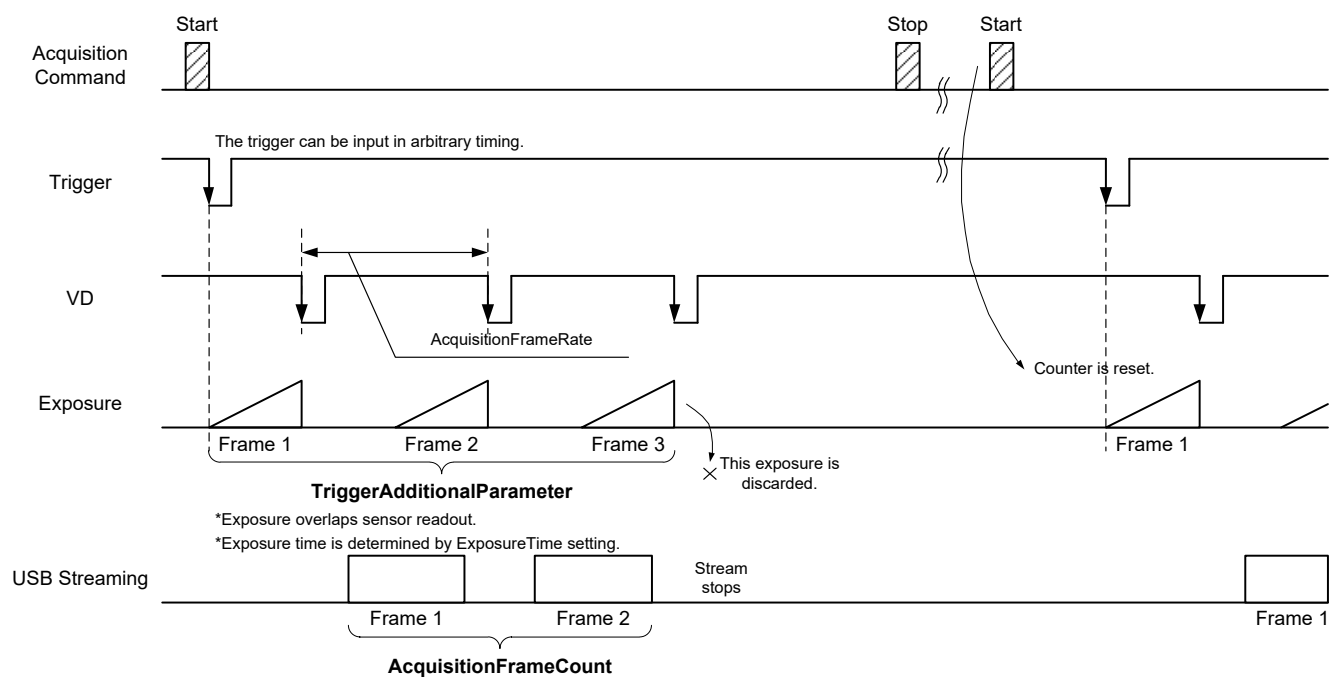 Start
Stop
Start
Acquisition
Command
The trigger can be input in arbitrary timing.
Trigger
VD
AcquisitionFrameRate
Counter is reset.
Exposure
Frame 1
Frame 2
Frame 3
Frame 1
This exposure is
discarded.
TriggerAdditionalParameter
*Exposure overlaps sensor readout.
*Exposure time is determined by ExposureTime setting.
USB Streaming
Stream
stops
Frame 1
Frame 2
Frame 1
AcquisitionFrameCount